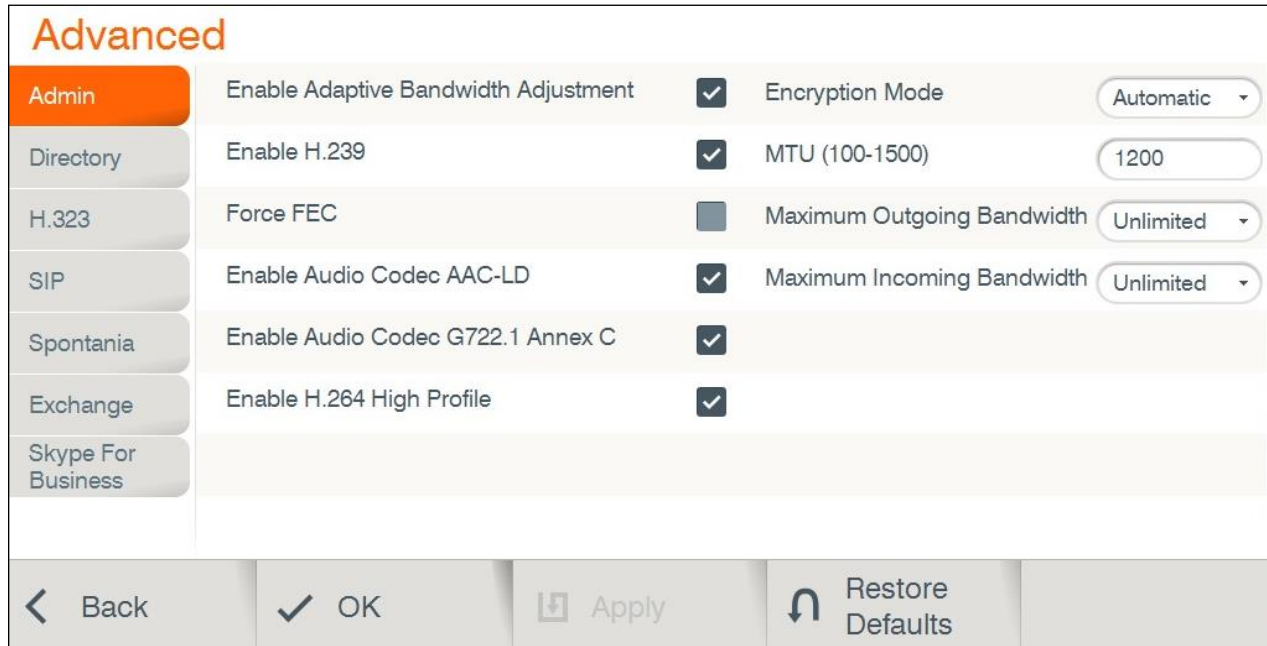 Advanced
Admin
Directory
H.323
SIP
Spontania
Exchange
Skype For
Business
Enable Adaptive Bandwidth Adjustment
Enable H.239
Force FEC
Enable Audio Codec AAC-LD
Enable Audio Codec G722.1 Annex C
Enable H.264 High Profile
Encryption Mode Automatic
MTU (100-1500) 1200
Maximum Outgoing Bandwidth Unlimited
Maximum Incoming Bandwidth Unlimited
Back
OK
Apply
Restore
Defaults